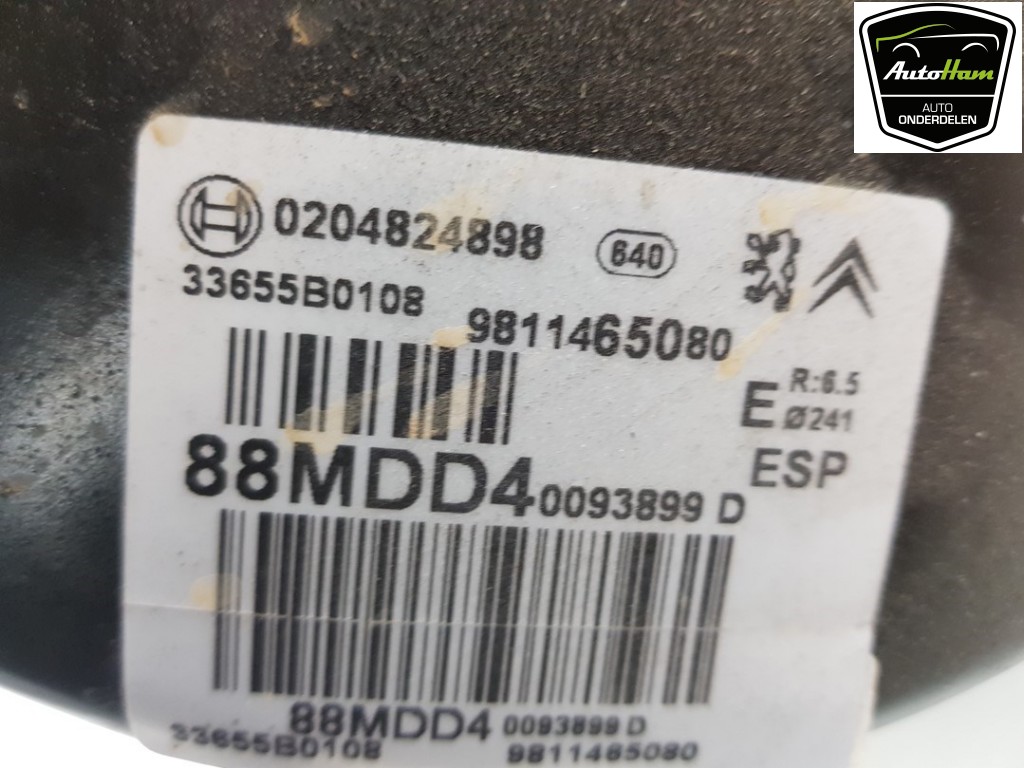 AutoHam
AUTO
ONDERDELEN
0204824898 640
33655B0108
9811465080
E R:6.5
Ø241
ESP
88MDD4 0093899 D
88MDD4 0093899 D
33655B0108 9811465080